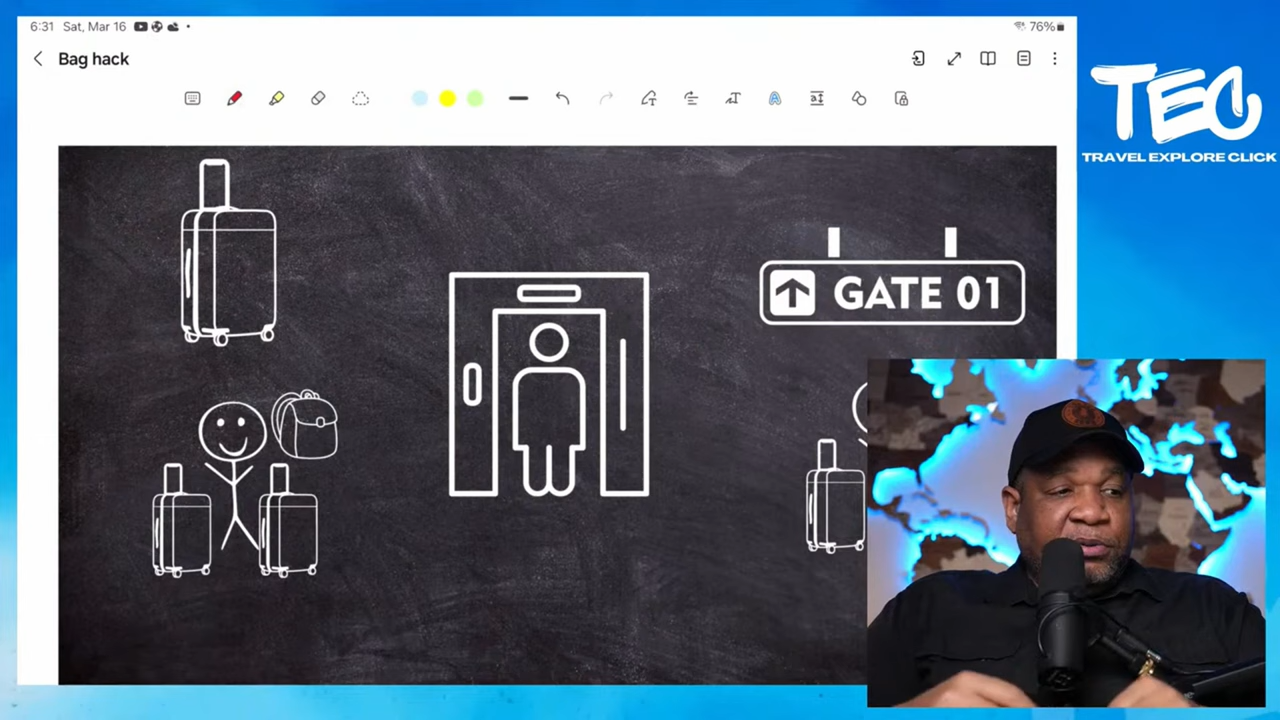 6:31 Sat, Mar 16
76%
Bag hack
TEC
TRAVEL EXPLORE CLICK
GATE 01